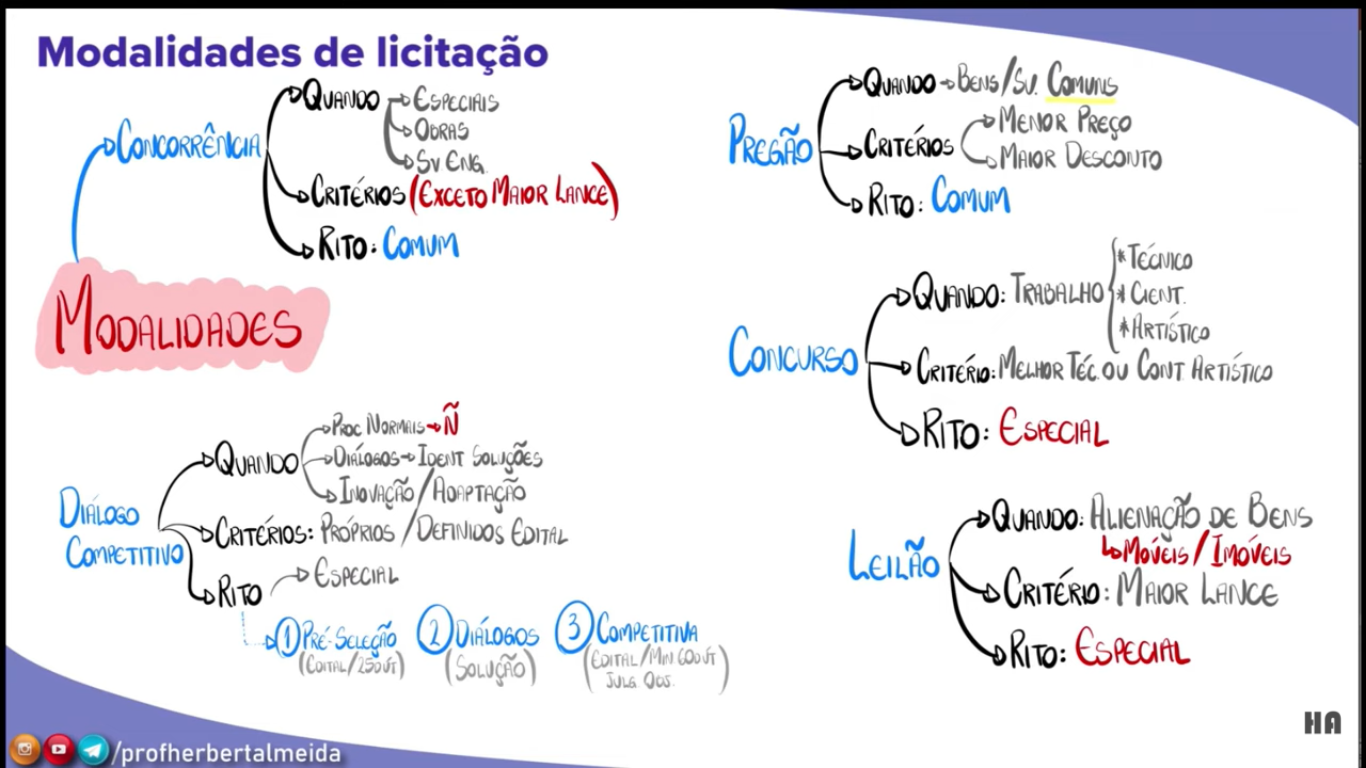 Modalidades de licitação
MODALIDADES
CONCORRÊNCIA
QUANDO
ESPECIAIS
OBRAS
SV ENG.
CRITÉRIOS (EXCETO MAIOR LANCE)
RITO: COMUM
DIÁLOGO
COMPETITIVO
QUANDO
PROC NORMAIS → Ñ
DIÁLOGOS → IDENT SOLUÇÕES
INOVAÇÃO / ADAPTAÇÃO
CRITÉRIOS: PRÓPRIOS / DEFINIDOS EDITAL
RITO
ESPECIAL
1 PRÉ-SELEÇÃO
(EDITAL/25DUT)
2 DIÁLOGOS
(SOLUÇÃO)
3 COMPETITIVA
(EDITAL/MIN 60DUT
JULG. OBS.)
PREGÃO
QUANDO → BENS/SV. COMUNS
CRITÉRIOS
MENOR PREÇO
MAIOR DESCONTO
RITO: COMUM
CONCURSO
QUANDO: TRABALHO
* TÉCNICO
* CIENT.
* ARTÍSTICO
CRITÉRIO: MELHOR TÉC. OU CONT. ARTÍSTICO
RITO: ESPECIAL
LEILÃO
QUANDO: ALIENAÇÃO DE BENS
MÓVEIS / IMÓVEIS
CRITÉRIO: MAIOR LANCE
RITO: ESPECIAL
HA
/profherbertalmeida